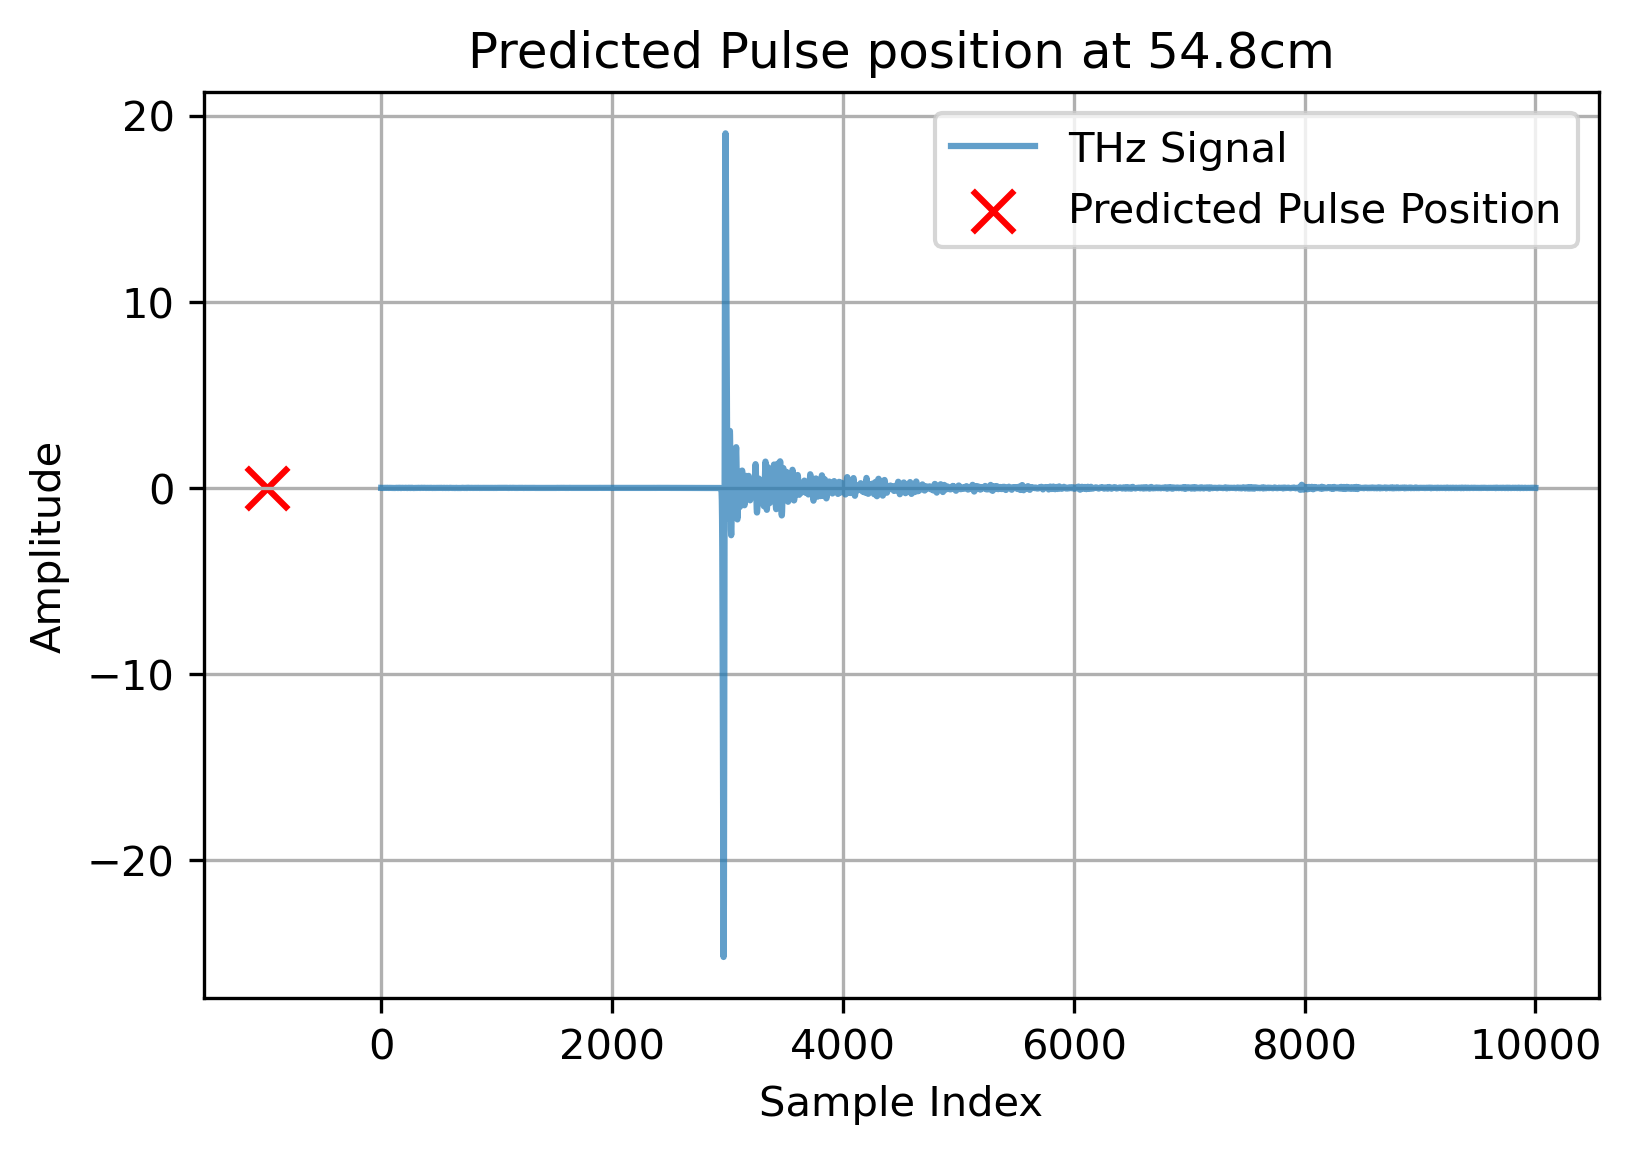 Predicted Pulse position at 54.8cm
THz Signal
Predicted Pulse Position
20
10
0
−10
−20
Amplitude
0 2000 4000 6000 8000 10000
Sample Index